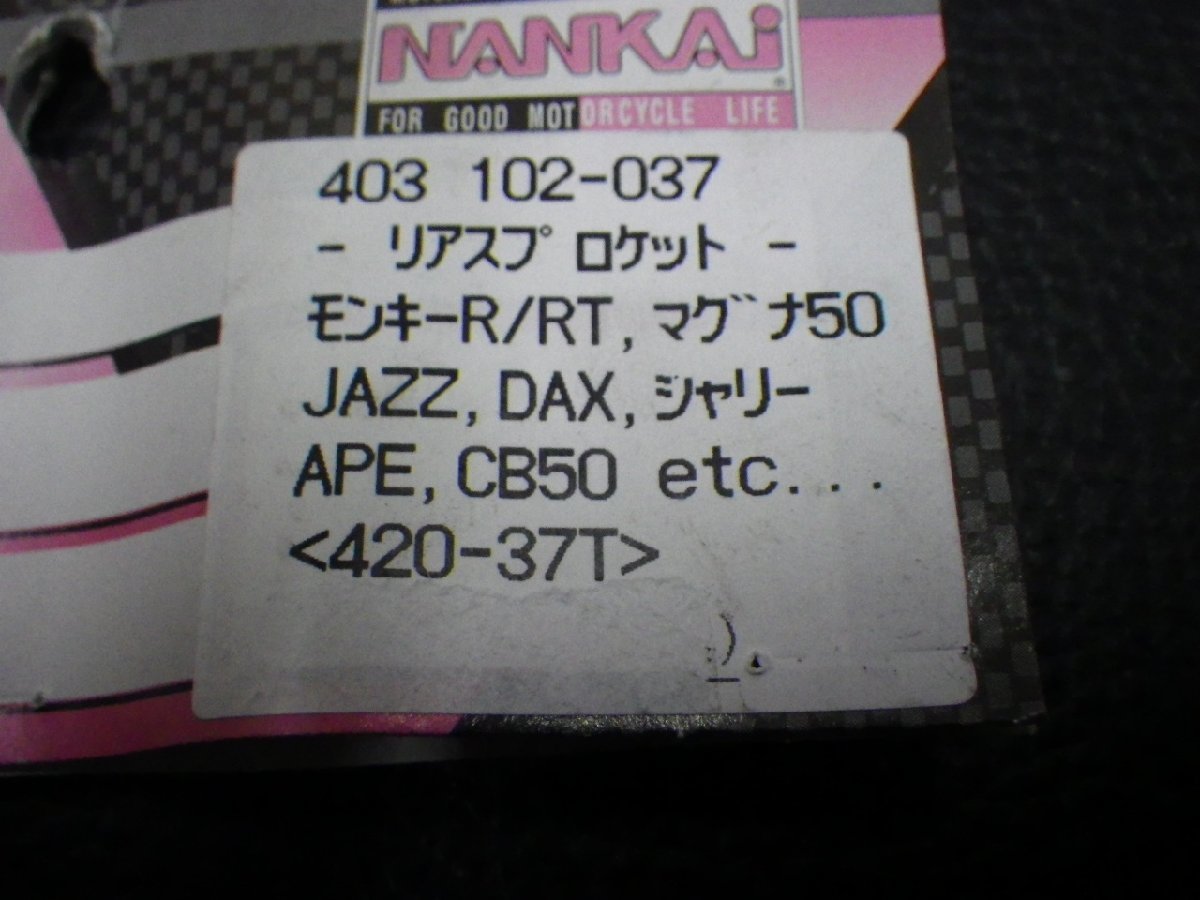 NANKAi
FOR GOOD MOTORCYCLE LIFE
403 102-037
- リアスプロケット -
モンキーR/RT, マグナ50
JAZZ, DAX, シャリー
APE, CB50 etc...
<420-37T>